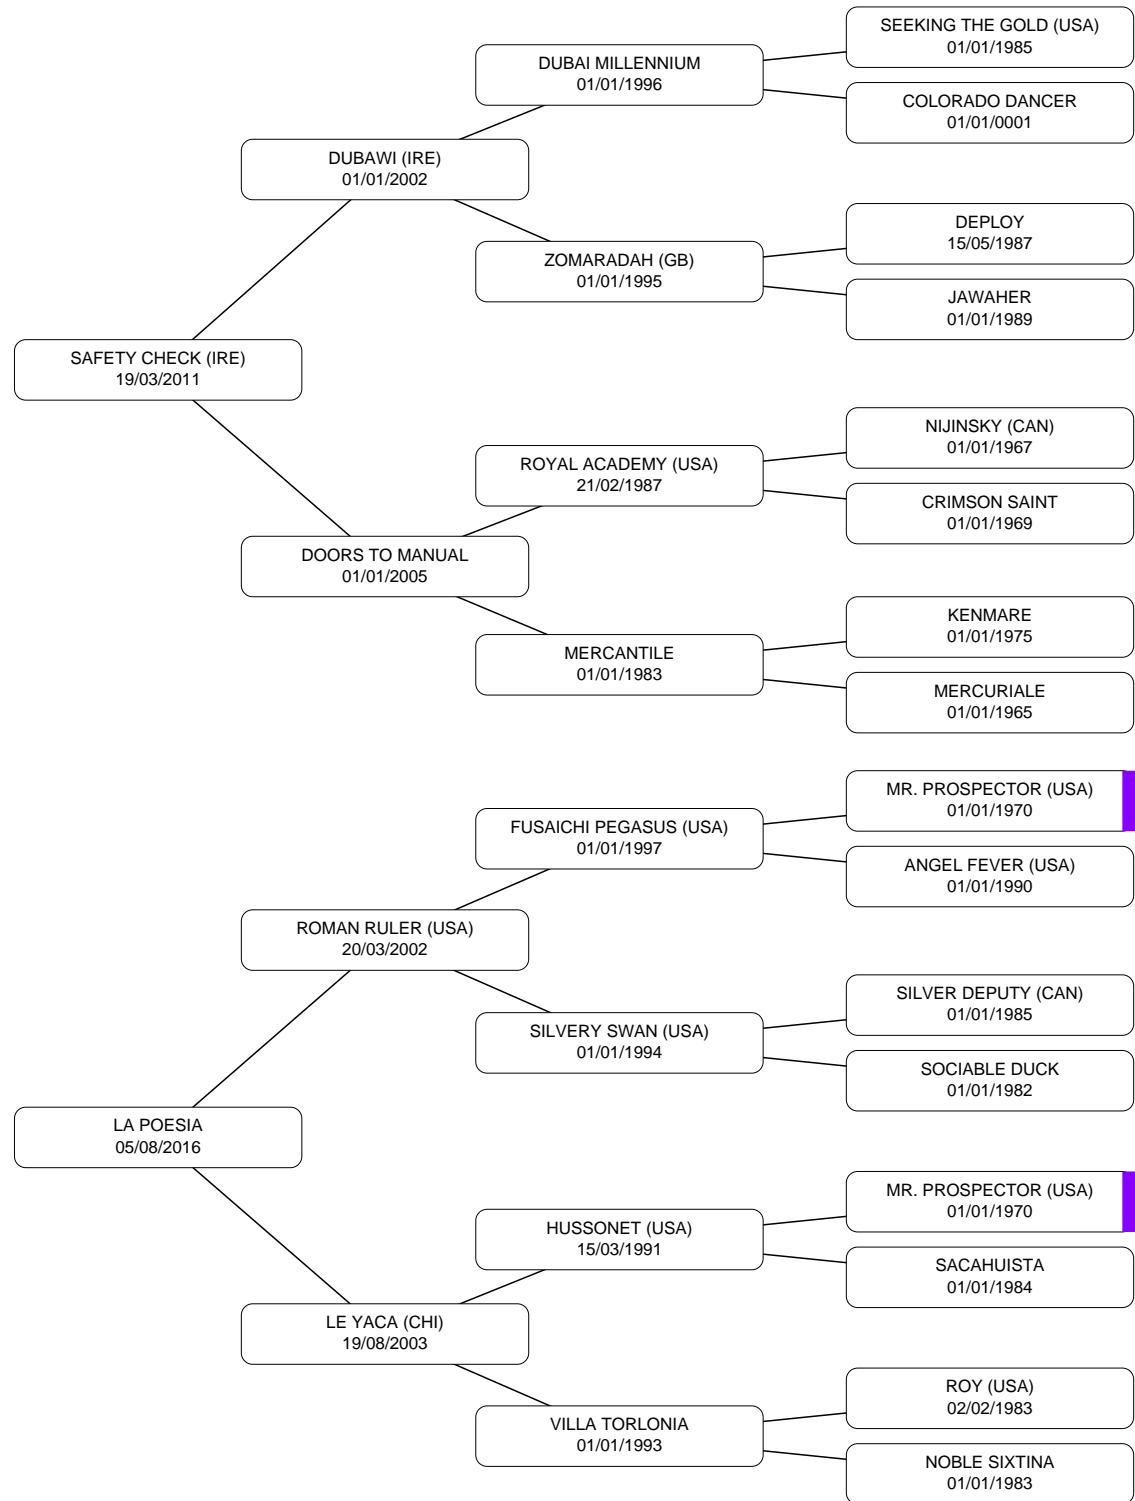 SEEKING THE GOLD (USA)
01/01/1985
DUBAI MILLENNIUM
01/01/1996
COLORADO DANCER
01/01/0001
DUBAWI (IRE)
01/01/2002
DEPLOY
15/05/1987
ZOMARADAH (GB)
01/01/1995
JAWAHER
01/01/1989
SAFETY CHECK (IRE)
19/03/2011
NIJINSKY (CAN)
01/01/1967
ROYAL ACADEMY (USA)
21/02/1987
CRIMSON SAINT
01/01/1969
DOORS TO MANUAL
01/01/2005
KENMARE
01/01/1975
MERCANTILE
01/01/1983
MERCURIALE
01/01/1965
MR. PROSPECTOR (USA)
01/01/1970
FUSAICHI PEGASUS (USA)
01/01/1997
ANGEL FEVER (USA)
01/01/1990
ROMAN RULER (USA)
20/03/2002
SILVER DEPUTY (CAN)
01/01/1985
SILVERY SWAN (USA)
01/01/1994
SOCIABLE DUCK
01/01/1982
LA POESIA
05/08/2016
MR. PROSPECTOR (USA)
01/01/1970
HUSSONET (USA)
15/03/1991
SACAHUISTA
01/01/1984
LE YACA (CHI)
19/08/2003
ROY (USA)
02/02/1983
VILLA TORLONIA
01/01/1993
NOBLE SIXTINA
01/01/1983